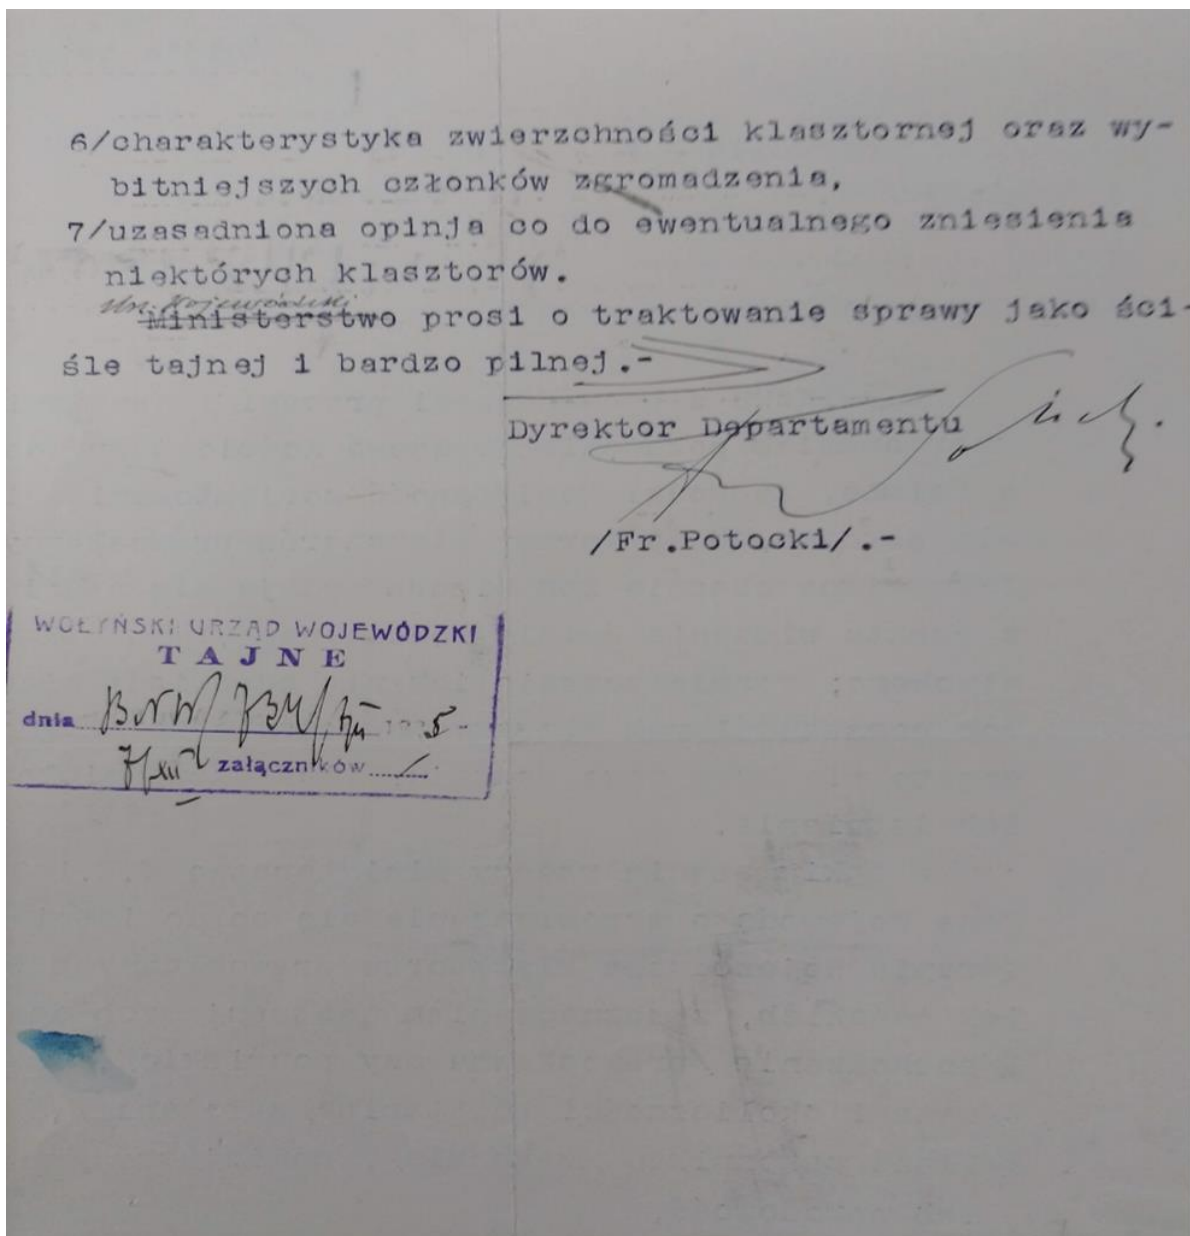 6/charakterystyka zwierzchności klasztornej oraz wy-
bitniejszych członków zgromadzenia,
7/uzasadniona opinja co do ewentualnego zniesienia
niektórych klasztorów.
Ministerstwo prosi o traktowanie sprawy jako ści-
śle tajnej i bardzo pilnej.-
Dyrektor Departamentu
/Fr.Potocki/.-
WOŁYŃSKI URZĄD WOJEWÓDZKI
TAJNE
dnia
załączników